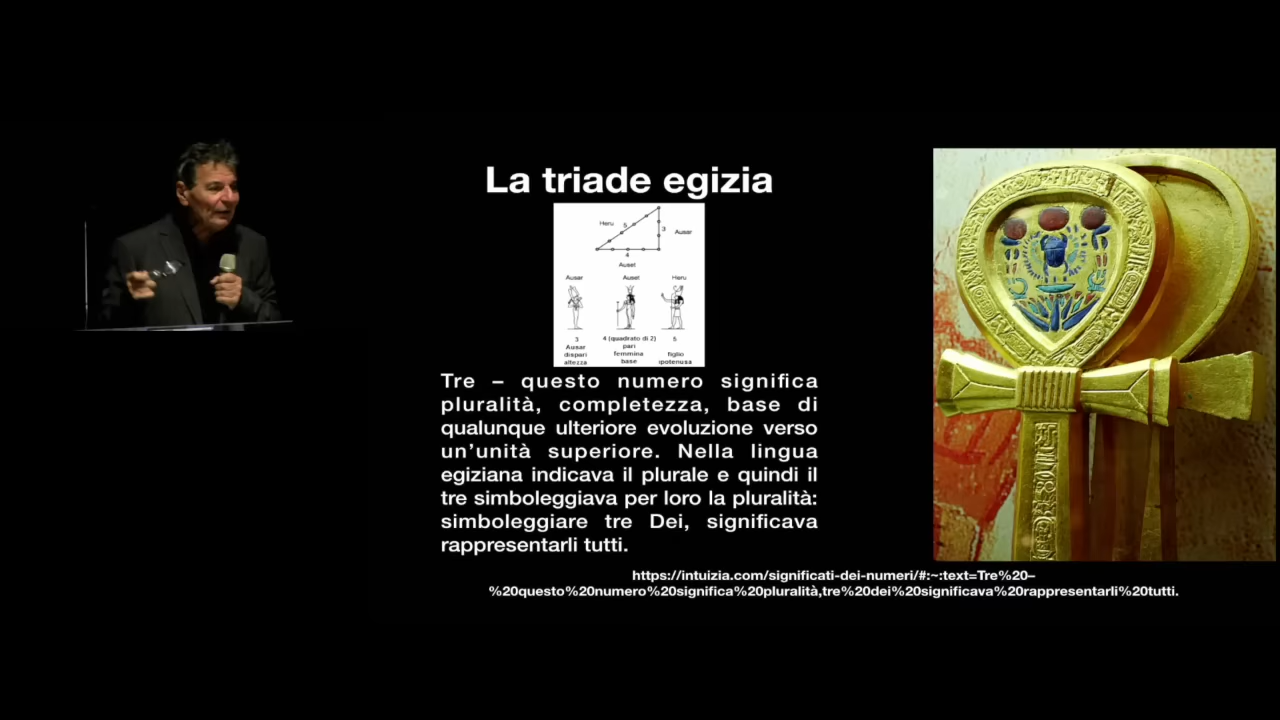 La triade egizia
Heru
5
3
Ausar
4
Auset
Ausar Auset Heru
3 4 (quadrato di 2) 5
Ausar pari
dispari femmina figlio
altezza base ipotenusa
Tre – questo numero significa
pluralità, completezza, base di
qualunque ulteriore evoluzione verso
un’unità superiore. Nella lingua
egiziana indicava il plurale e quindi il
tre simboleggiava per loro la pluralità:
simboleggiare tre Dei, significava
rappresentarli tutti.
https://intuizia.com/significati-dei-numeri/#:~:text=Tre%20–
%20questo%20numero%20significa%20pluralità,tre%20dei%20significava%20rappresentarli%20tutti.